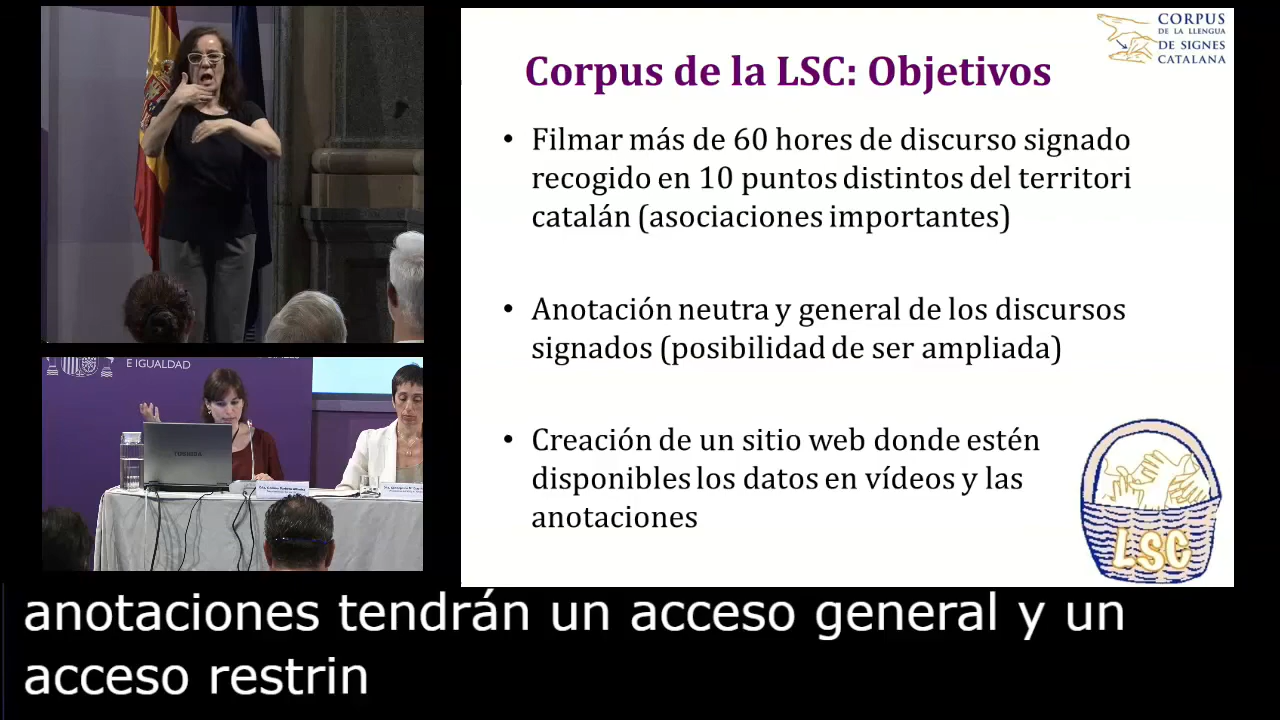 E IGUALDAD
TOSHIBA
CORPUS
DE LA LLENGUA
DE SIGNES
CATALANA
Corpus de la LSC: Objetivos
• Filmar más de 60 hores de discurso signado
recogido en 10 puntos distintos del territori
catalán (asociaciones importantes)
• Anotación neutra y general de los discursos
signados (posibilidad de ser ampliada)
• Creación de un sitio web donde estén
disponibles los datos en vídeos y las
anotaciones
LSC
anotaciones tendrán un acceso general y un
acceso restrin